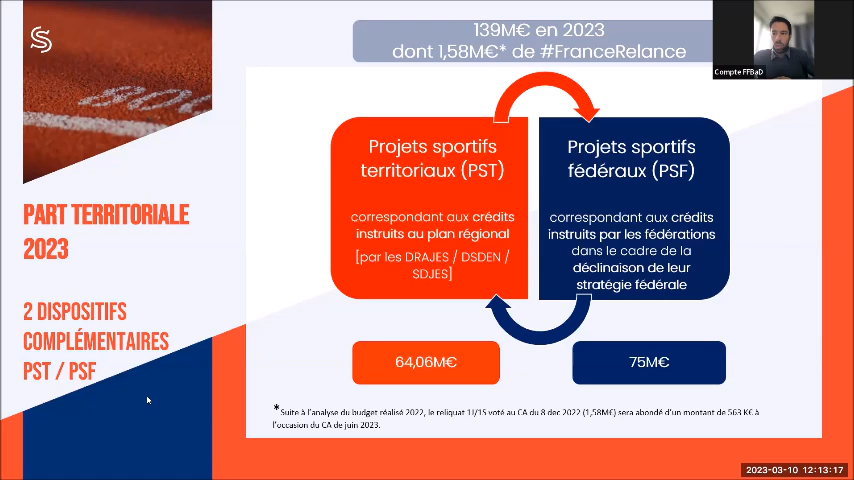 139M€ en 2023
dont 1,58M€* de #FranceRelance
Compte FFBaD
PART TERRITORIALE
2023
2 DISPOSITIFS
COMPLÉMENTAIRES
PST / PSF
Projets sportifs
territoriaux (PST)
correspondant aux crédits
instruits au plan régional
[par les DRAJES / DSDEN /
SDJES]
Projets sportifs
fédéraux (PSF)
correspondant aux crédits
instruits par les fédérations
dans le cadre de la
déclinaison de leur
stratégie fédérale
64,06M€
75M€
*Suite à l'analyse du budget réalisé 2022, le reliquat 1J/1S voté au CA du 8 dec 2022 (1,58M€) sera abondé d'un montant de 563 K€ à
l'occasion du CA de juin 2023.
2023-03-10 12:13:17